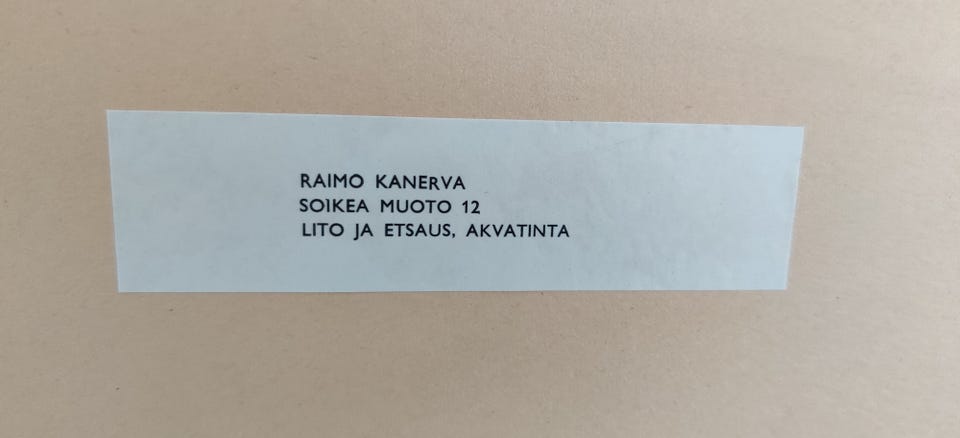 RAIMO KANERVA
SOIKEA MUOTO 12
LITO JA ETSAUS, AKVATINTA